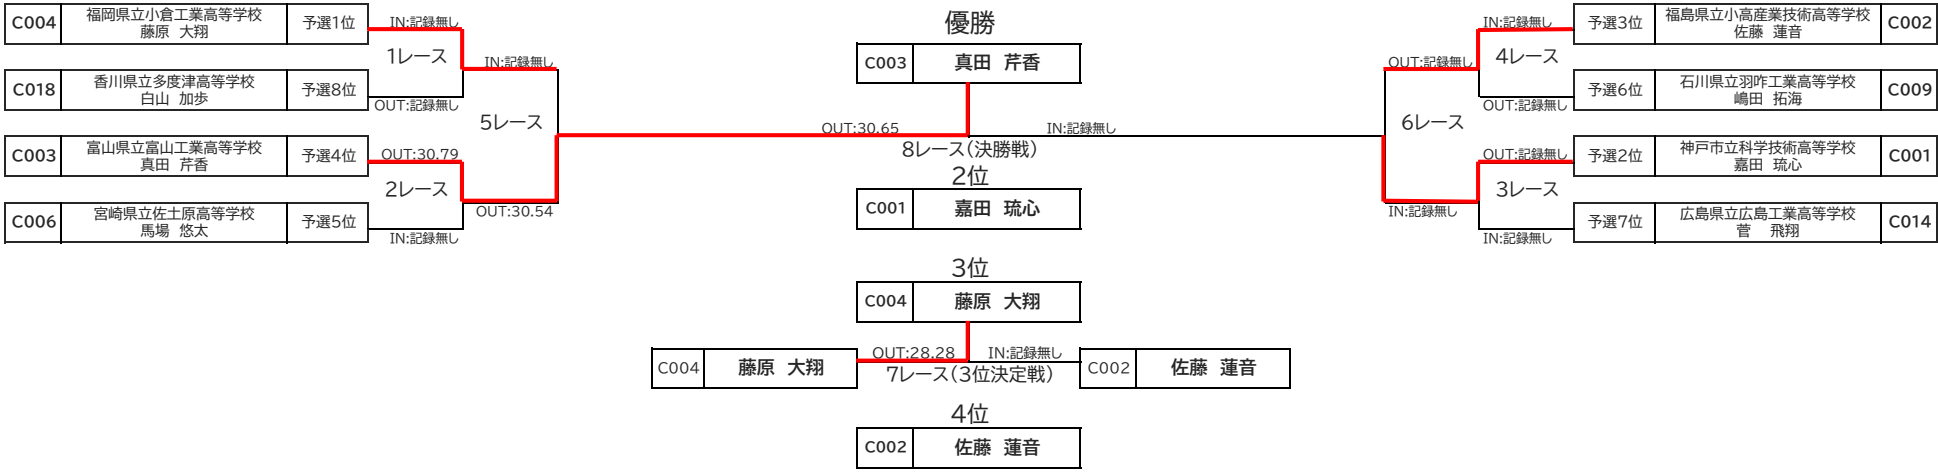 C004 福岡県立小倉工業高等学校 藤原　大翔 予選1位
IN:記録無し
1レース
C018 香川県立多度津高等学校 白山　加歩 予選8位
OUT:記録無し
IN:記録無し
5レース
C003 富山県立富山工業高等学校 真田　芹香 予選4位
OUT:30.79
2レース
OUT:30.54
C006 宮崎県立佐土原高等学校 馬場　悠太 予選5位
IN:記録無し
優勝
C003 真田　芹香
OUT:30.65 IN:記録無し
8レース(決勝戦)
2位
C001 嘉田　琉心
3位
C004 藤原　大翔
OUT:28.28 IN:記録無し
C004 藤原　大翔 7レース(3位決定戦) C002 佐藤　蓮音
4位
C002 佐藤　蓮音
IN:記録無し
予選3位 福島県立小高産業技術高等学校 佐藤　蓮音 C002
OUT:記録無し
4レース
OUT:記録無し
予選6位 石川県立羽咋工業高等学校 嶋田　拓海 C009
6レース
OUT:記録無し
予選2位 神戸市立科学技術高等学校 嘉田　琉心 C001
3レース
IN:記録無し
IN:記録無し
予選7位 広島県立広島工業高等学校 菅　飛翔 C014